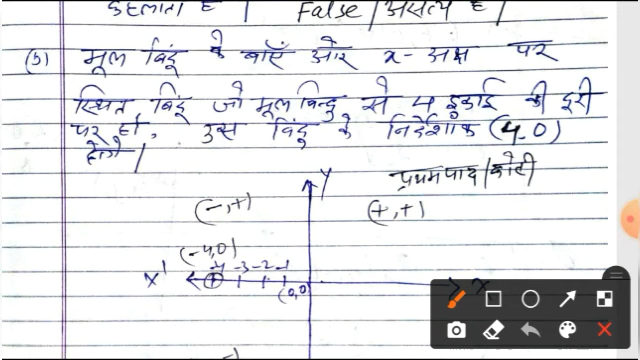 कहलाता है | False / असत्य है |
(5) मूल बिंदु के बाएँ ओर x-अक्ष पर
स्थित बिंदु जो मूल बिन्दु से 4 इकाई की दूरी
पर हो, उस बिंदु के निर्देशांक (4,0)
होंगे |
Y
प्रथमपाद /
(-,+) (+,+)
(-4,0)
X' -4 -3 -2 -1 X
(0,0)